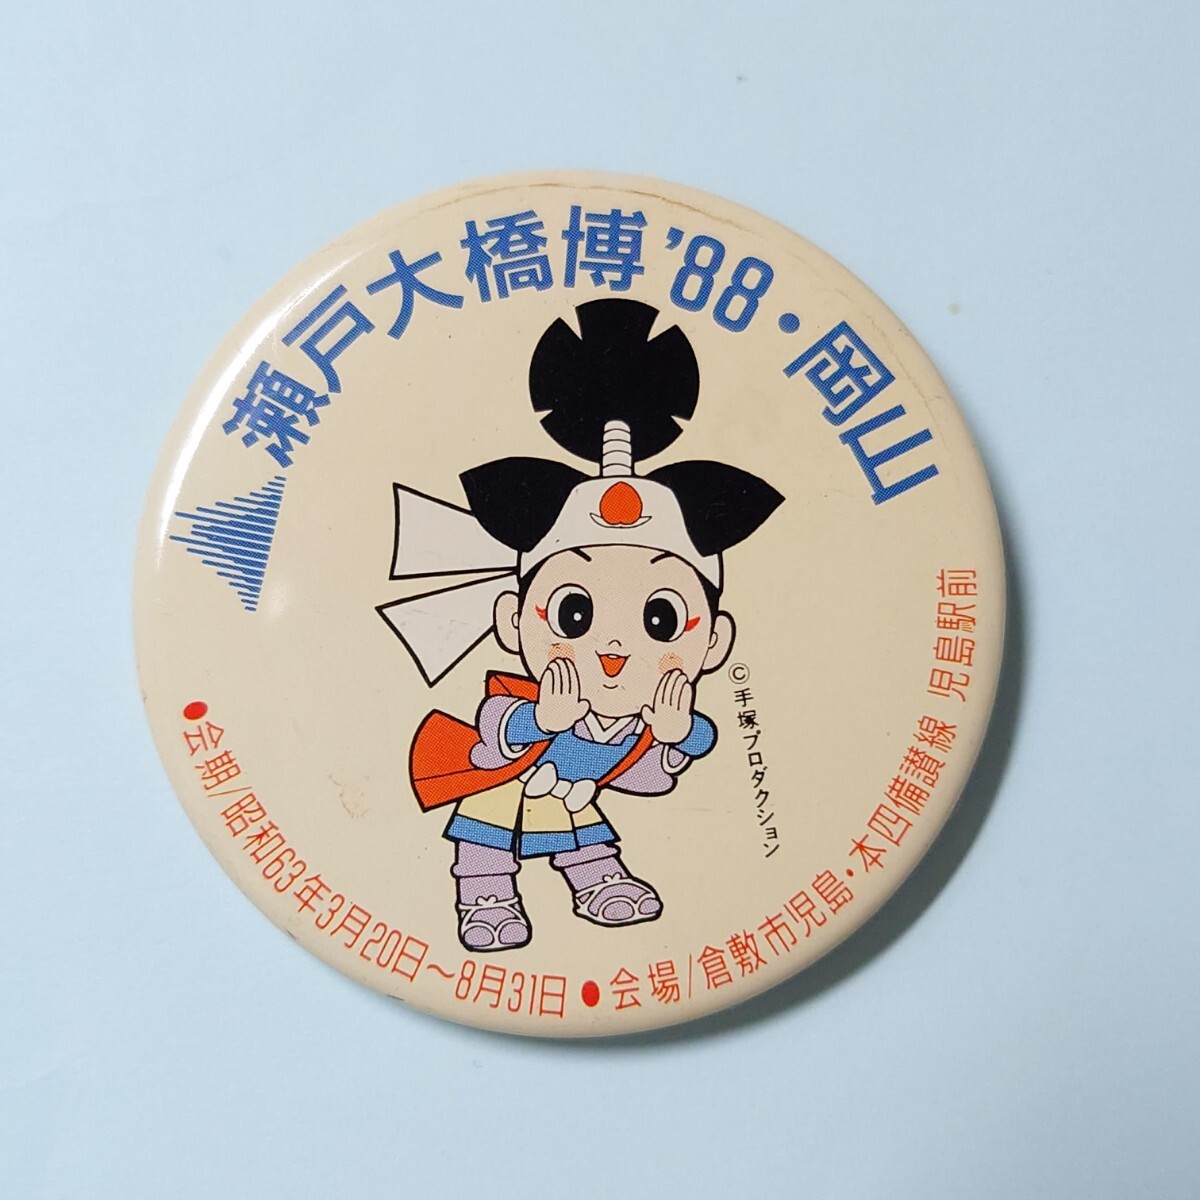 瀬戸大橋博'88・岡山
©手塚プロダクション
●会期/昭和63年3月20日〜8月31日●会場/倉敷市児島・本四備讃線 児島駅前